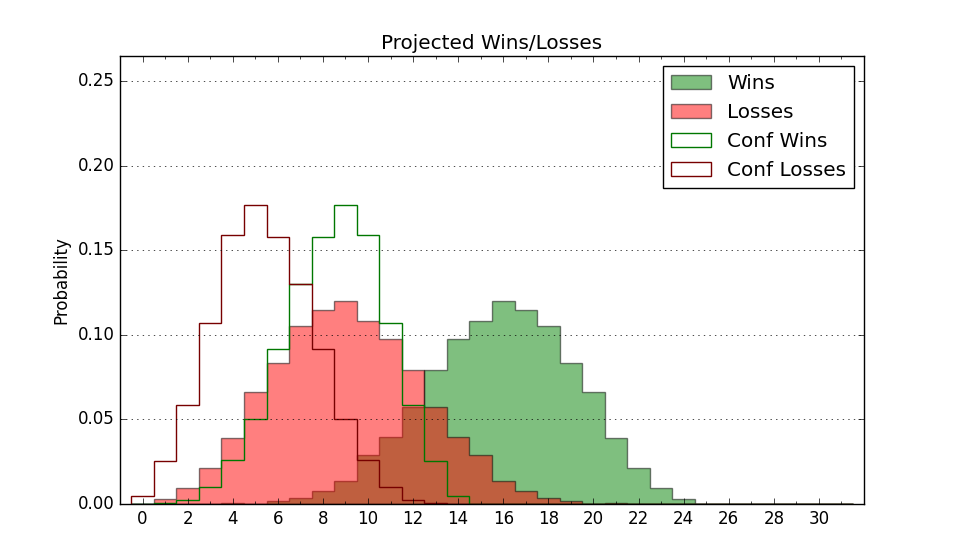 Projected Wins/Losses
Wins
Losses
Conf Wins
Conf Losses
Probability
0.25
0.20
0.15
0.10
0.05
0.00
0 2 4 6 8 10 12 14 16 18 20 22 24 26 28 30